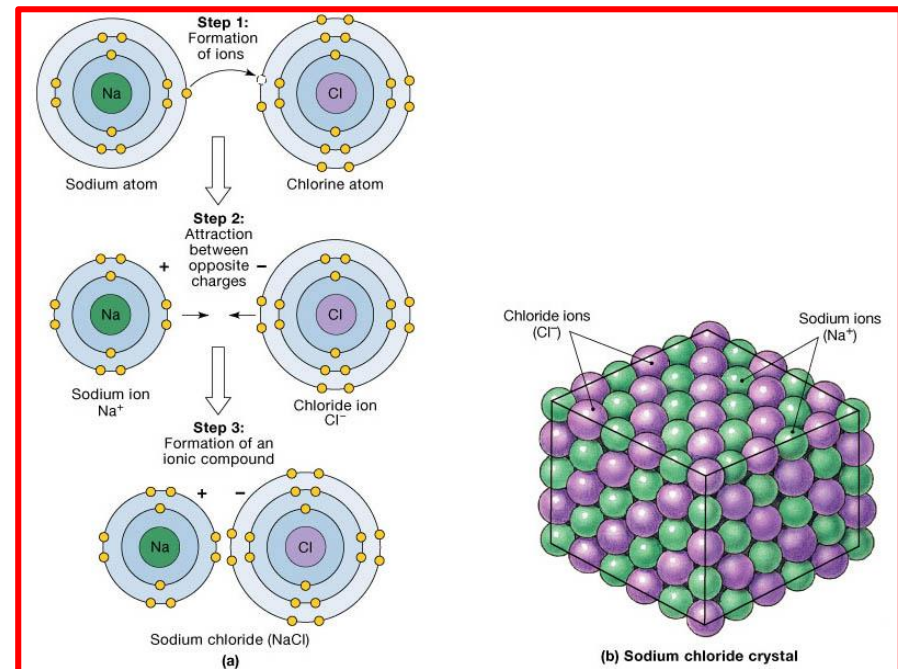 Step 1:
Formation
of ions
Na
Cl
Sodium atom
Chlorine atom
Step 2:
Attraction
between
opposite
charges
+
−
Na
Cl
Sodium ion
Na⁺
Chloride ion
Cl⁻
Step 3:
Formation of an
ionic compound
+
−
Na
Cl
Sodium chloride (NaCl)
(a)
Chloride ions
(Cl⁻)
Sodium ions
(Na⁺)
(b) Sodium chloride crystal